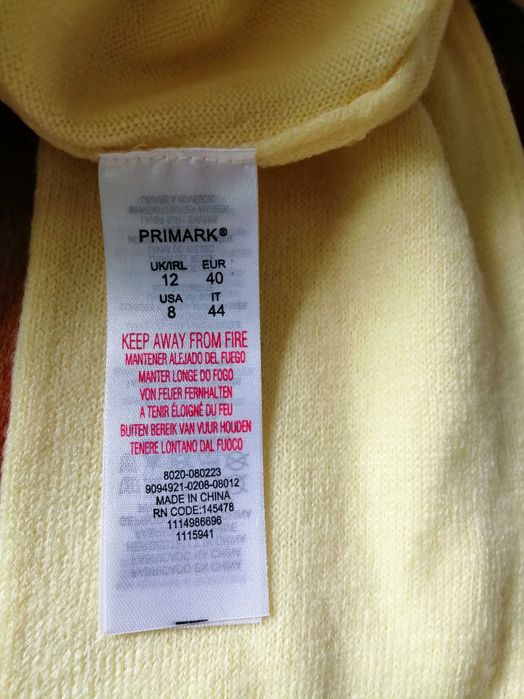 PRIMARK®
UK/IRL EUR
12 40
USA IT
8 44
KEEP AWAY FROM FIRE
MANTENER ALEJADO DEL FUEGO
MANTER LONGE DO FOGO
VON FEUER FERNHALTEN
A TENIR ÉLOIGNÉ DU FEU
BUITEN BEREIK VAN VUUR HOUDEN
TENERE LONTANO DAL FUOCO
8020-080223
9094921-0208-08012
MADE IN CHINA
RN CODE:145478
1114986696
1115941